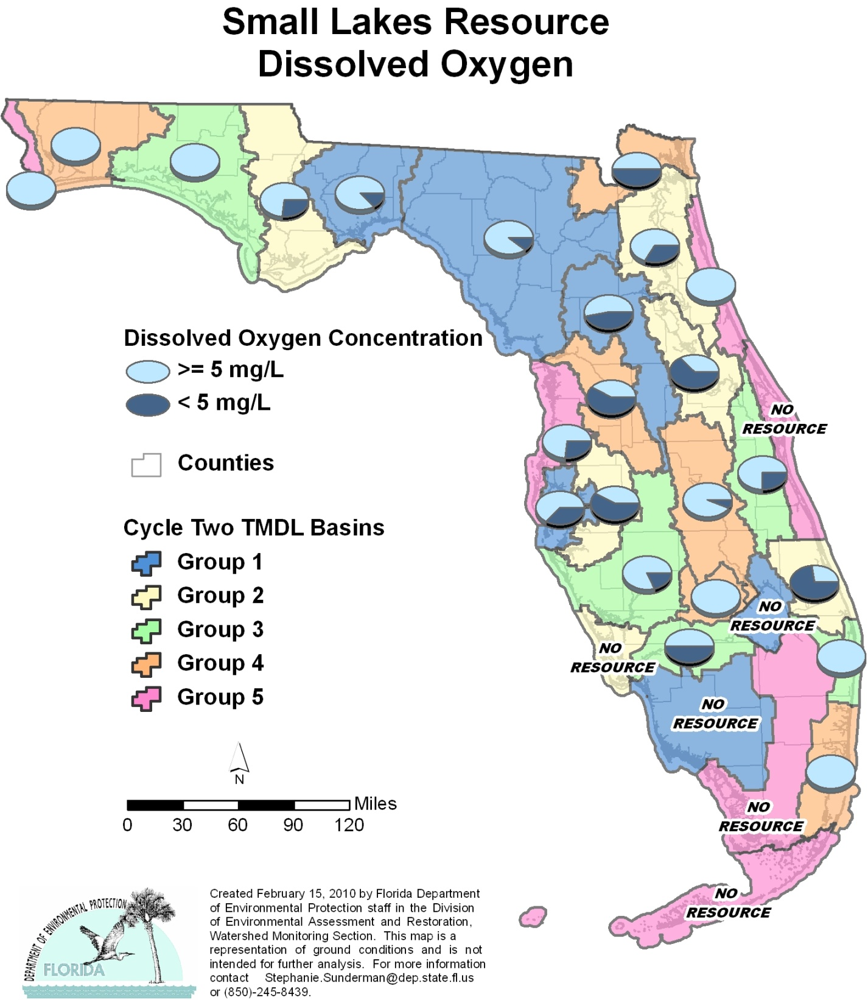 Small Lakes Resource
Dissolved Oxygen
NO
RESOURCE
Dissolved Oxygen Concentration
>= 5 mg/L
< 5 mg/L
Counties
Cycle Two TMDL Basins
Group 1
Group 2
Group 3
Group 4
Group 5
NO
RESOURCE
NO
RESOURCE
NO
RESOURCE
NO
RESOURCE
NO
RESOURCE
N
Miles
0 30 60 90 120
DEPARTMENT OF ENVIRONMENTAL PROTECTION
FLORIDA
Created February 15, 2010 by Florida Department
of Environmental Protection staff in the Division
of Environmental Assessment and Restoration,
Watershed Monitoring Section. This map is a
representation of ground conditions and is not
intended for further analysis. For more information
contact Stephanie.Sunderman@dep.state.fl.us
or (850)-245-8439.